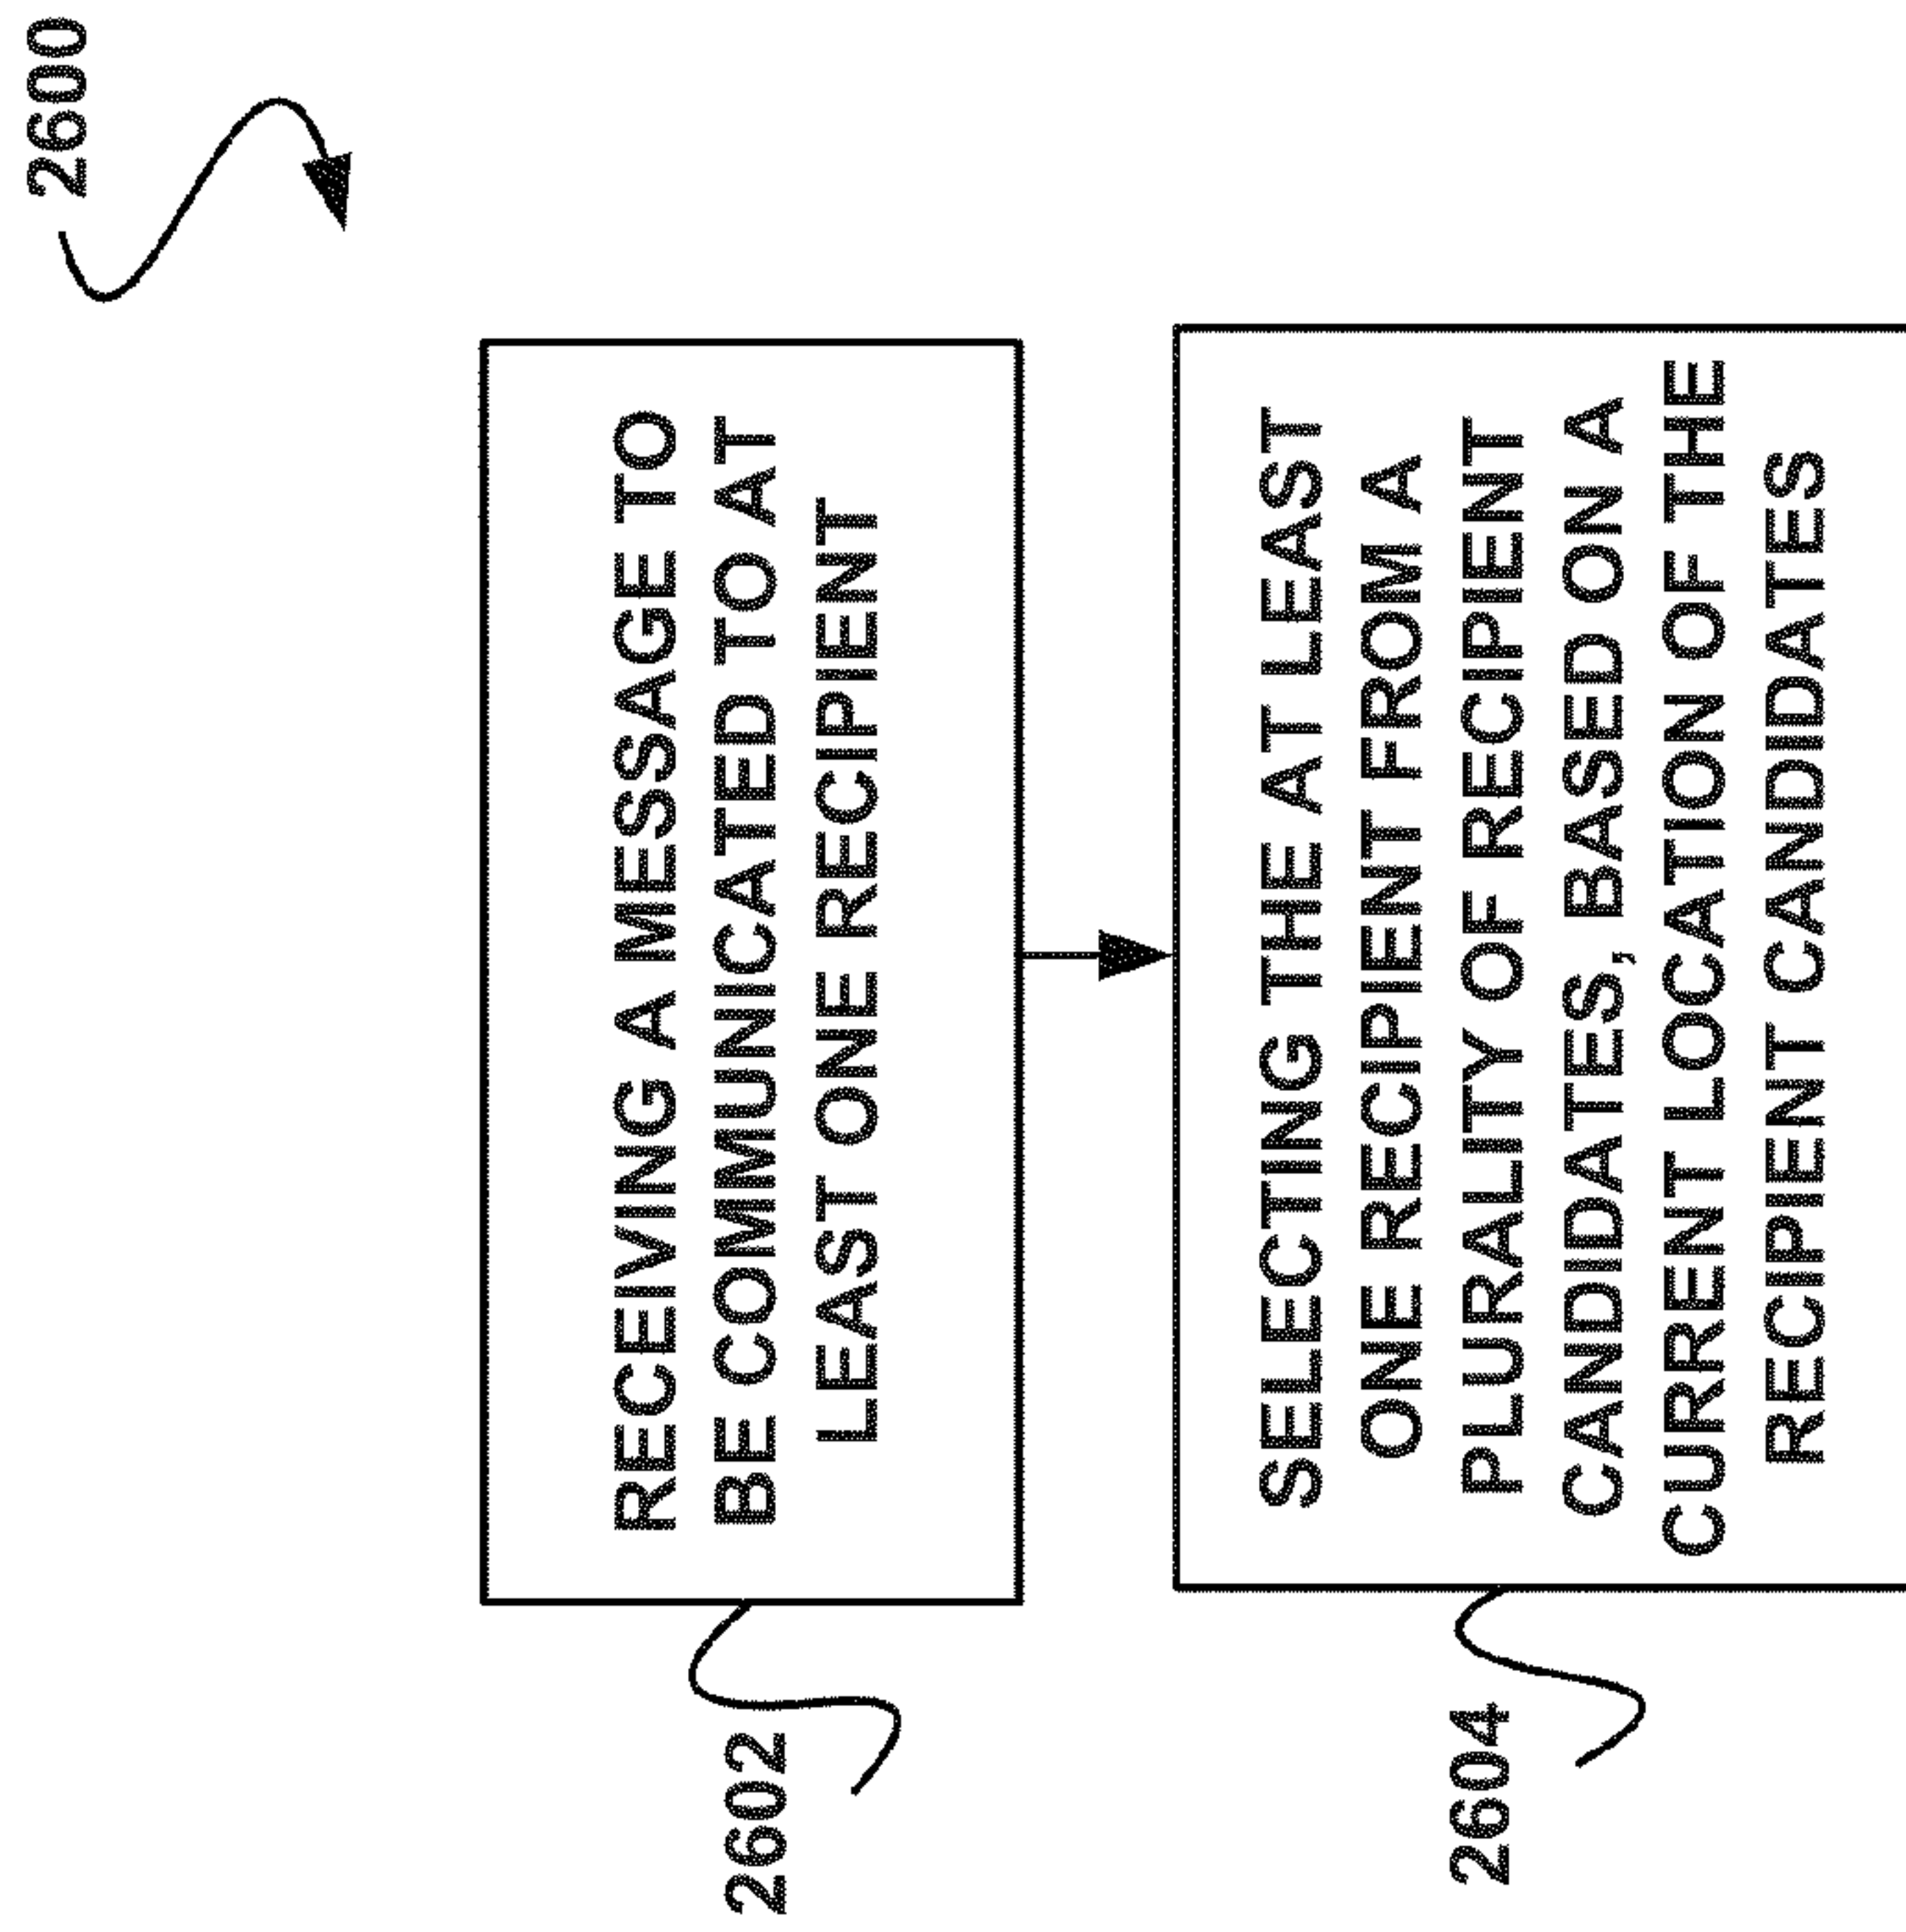 2600
RECEIVING A MESSAGE TO
BE COMMUNICATED TO AT
LEAST ONE RECIPIENT
2602
SELECTING THE AT LEAST
ONE RECIPIENT FROM A
PLURALITY OF RECIPIENT
CANDIDATES, BASED ON A
CURRENT LOCATION OF THE
RECIPIENT CANDIDATES
2604